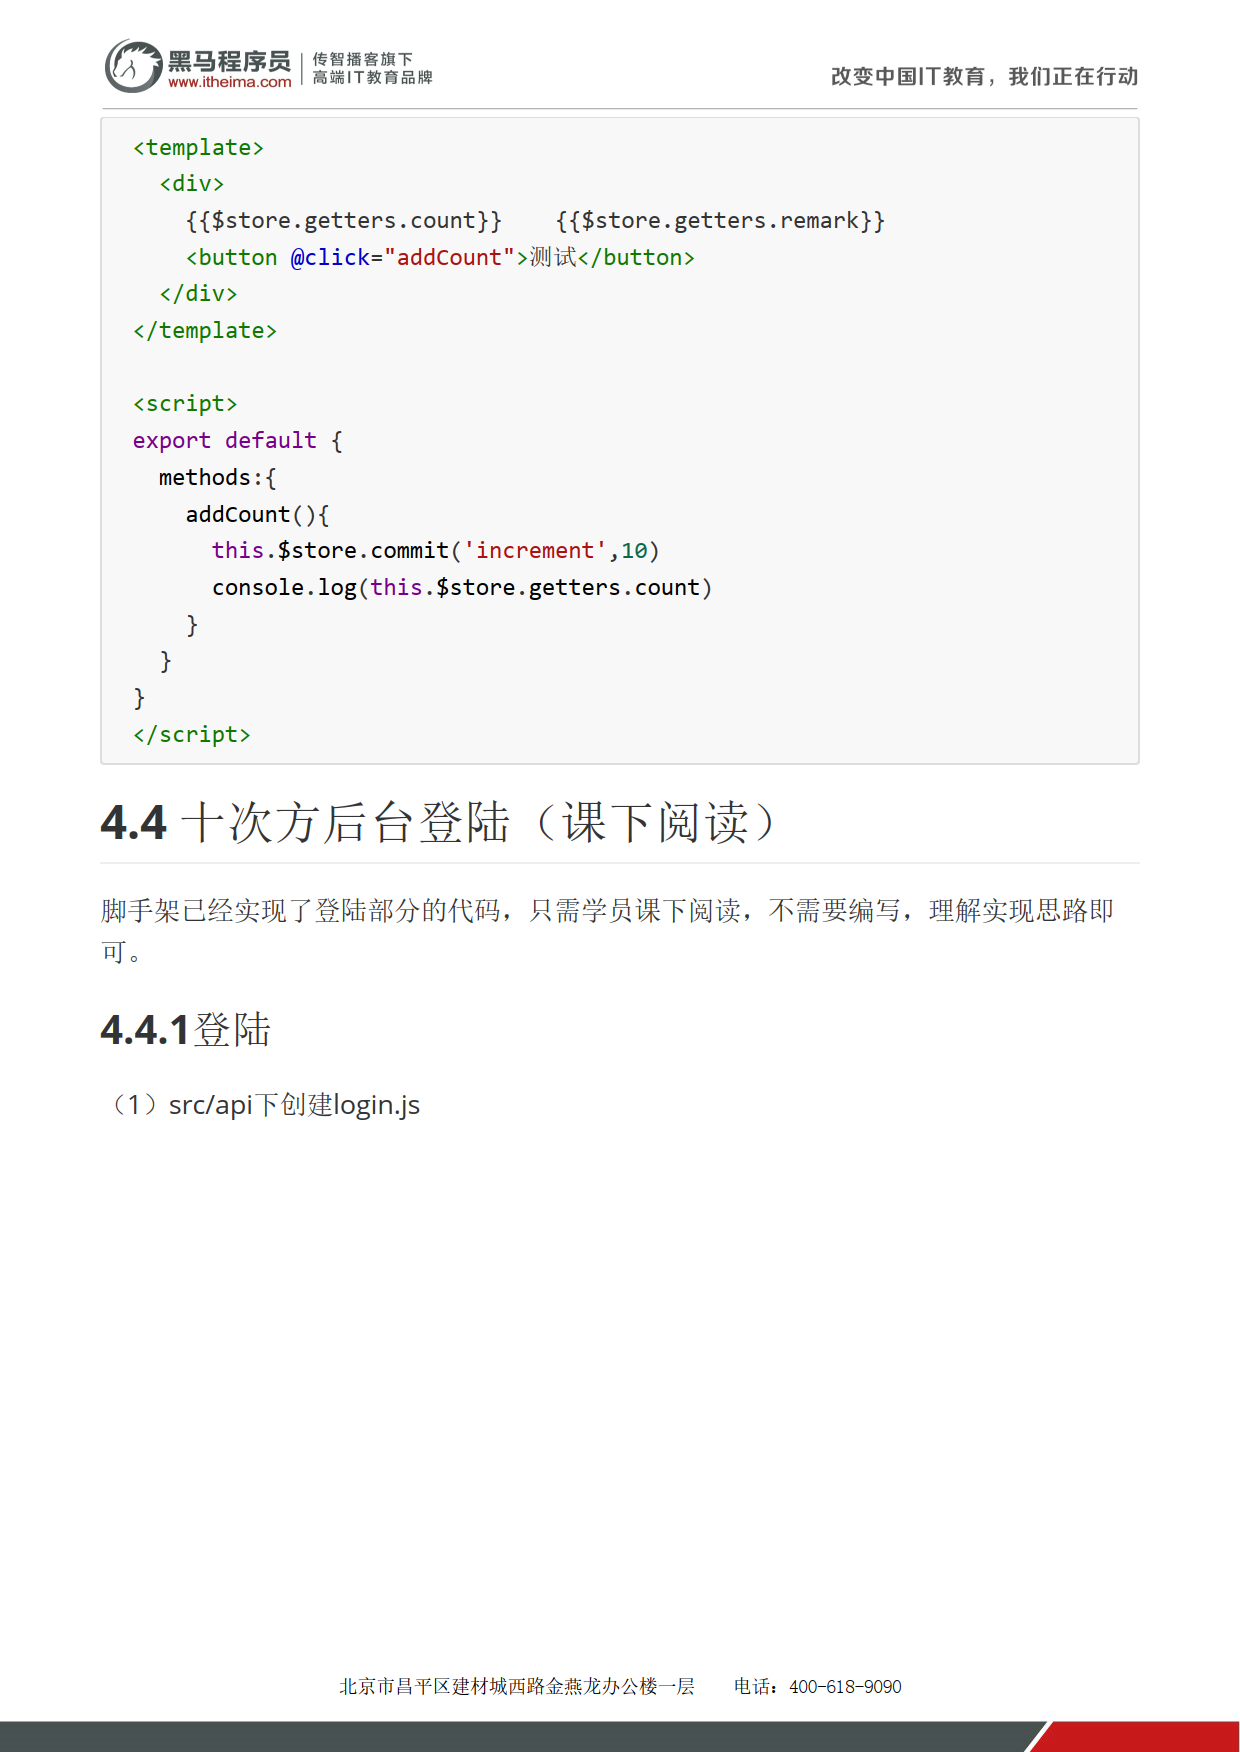 黑马程序员
www.itheima.com
传智播客旗下
高端IT教育品牌
改变中国IT教育，我们正在行动
<template>
  <div>
    {{$store.getters.count}}    {{$store.getters.remark}}
    <button @click="addCount">测试</button>
  </div>
</template>

<script>
export default {
  methods:{
    addCount(){
      this.$store.commit('increment',10)
      console.log(this.$store.getters.count)
    }
  }
}
</script>
4.4 十次方后台登陆（课下阅读）
脚手架已经实现了登陆部分的代码，只需学员课下阅读，不需要编写，理解实现思路即
可。
4.4.1登陆
（1）src/api下创建login.js
北京市昌平区建材城西路金燕龙办公楼一层　　电话：400-618-9090